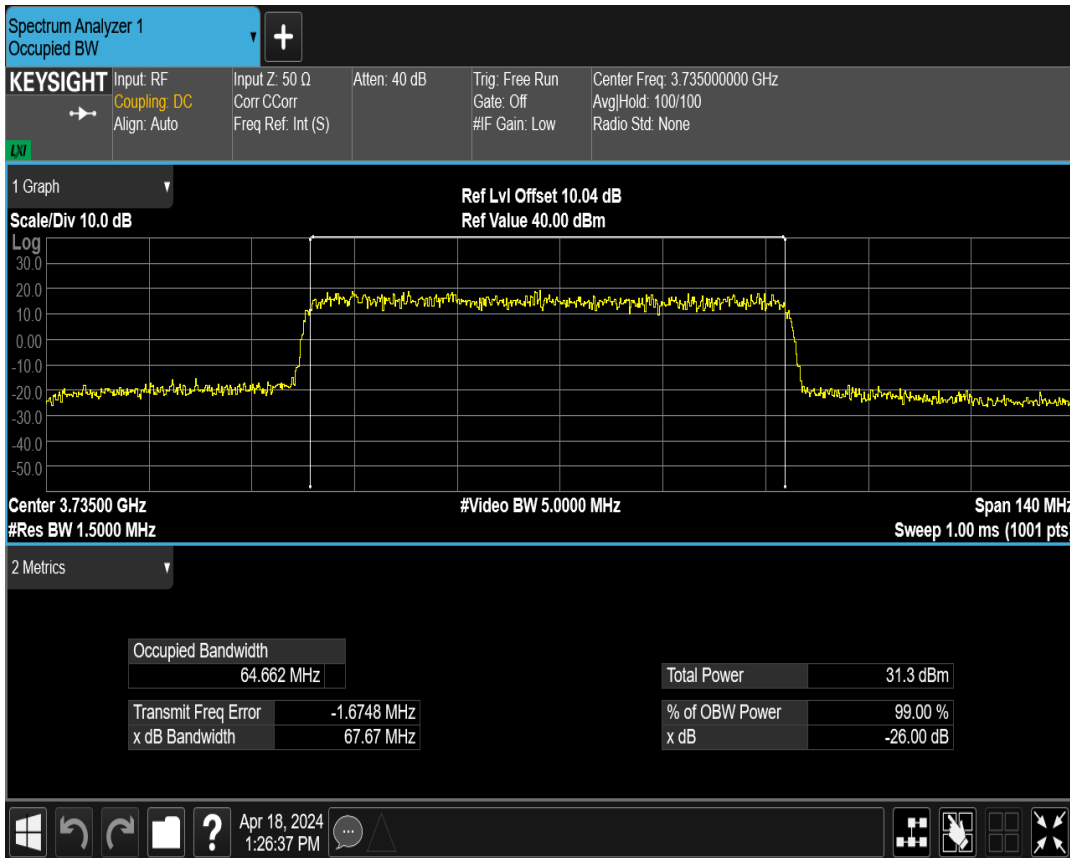 Spectrum Analyzer 1
Occupied BW
KEYSIGHT
LXI
Input: RF
Coupling: DC
Align: Auto
Input Z: 50 Ω
Corr CCorr
Freq Ref: Int (S)
Atten: 40 dB
Trig: Free Run
Gate: Off
#IF Gain: Low
Center Freq: 3.735000000 GHz
Avg|Hold: 100/100
Radio Std: None
1 Graph
Scale/Div 10.0 dB
Ref Lvl Offset 10.04 dB
Ref Value 40.00 dBm
Log
30.0
20.0
10.0
0.00
-10.0
-20.0
-30.0
-40.0
-50.0
Center 3.73500 GHz
#Video BW 5.0000 MHz
Span 140 MHz
#Res BW 1.5000 MHz
Sweep 1.00 ms (1001 pts)
2 Metrics
Occupied Bandwidth
64.662 MHz
Transmit Freq Error -1.6748 MHz
x dB Bandwidth 67.67 MHz
Total Power 31.3 dBm
% of OBW Power 99.00 %
x dB -26.00 dB
?
Apr 18, 2024
1:26:37 PM